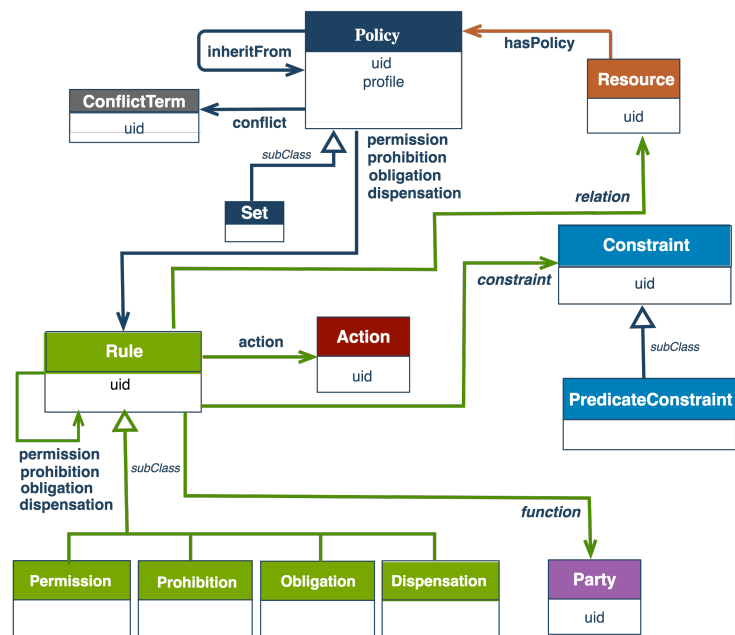 Policy
inheritFrom
hasPolicy
uid
profile
Resource
uid
ConflictTerm
uid
conflict
subClass
permission
prohibition
obligation
dispensation
Set
relation
Constraint
uid
constraint
Rule
uid
action
Action
uid
subClass
PredicateConstraint
permission
prohibition
obligation
dispensation
subClass
function
Permission
Prohibition
Obligation
Dispensation
Party
uid